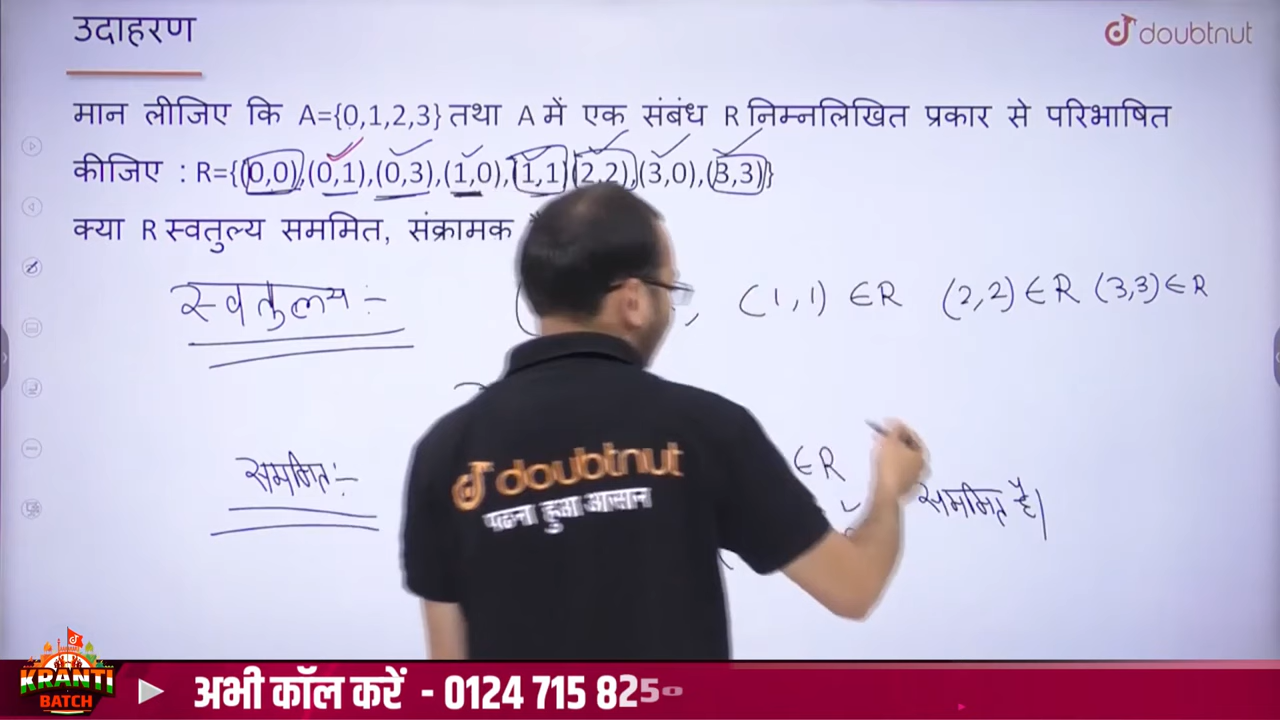 उदाहरण
doubtnut
मान लीजिए कि A={0,1,2,3} तथा A में एक संबंध R निम्नलिखित प्रकार से परिभाषित
कीजिए : R={(0,0),(0,1),(0,3),(1,0),(1,1)(2,2),(3,0),(3,3)}
क्या R स्वतुल्य सममित, संक्रामक
स्वतुल्य :- (1,1) ∈R (2,2) ∈ R (3,3) ∈ R
सममित :- ∈R
सममित है|
doubtnut
पढना हुआ आसान
KRANTI
BATCH
अभी कॉल करें - 0124 715 825